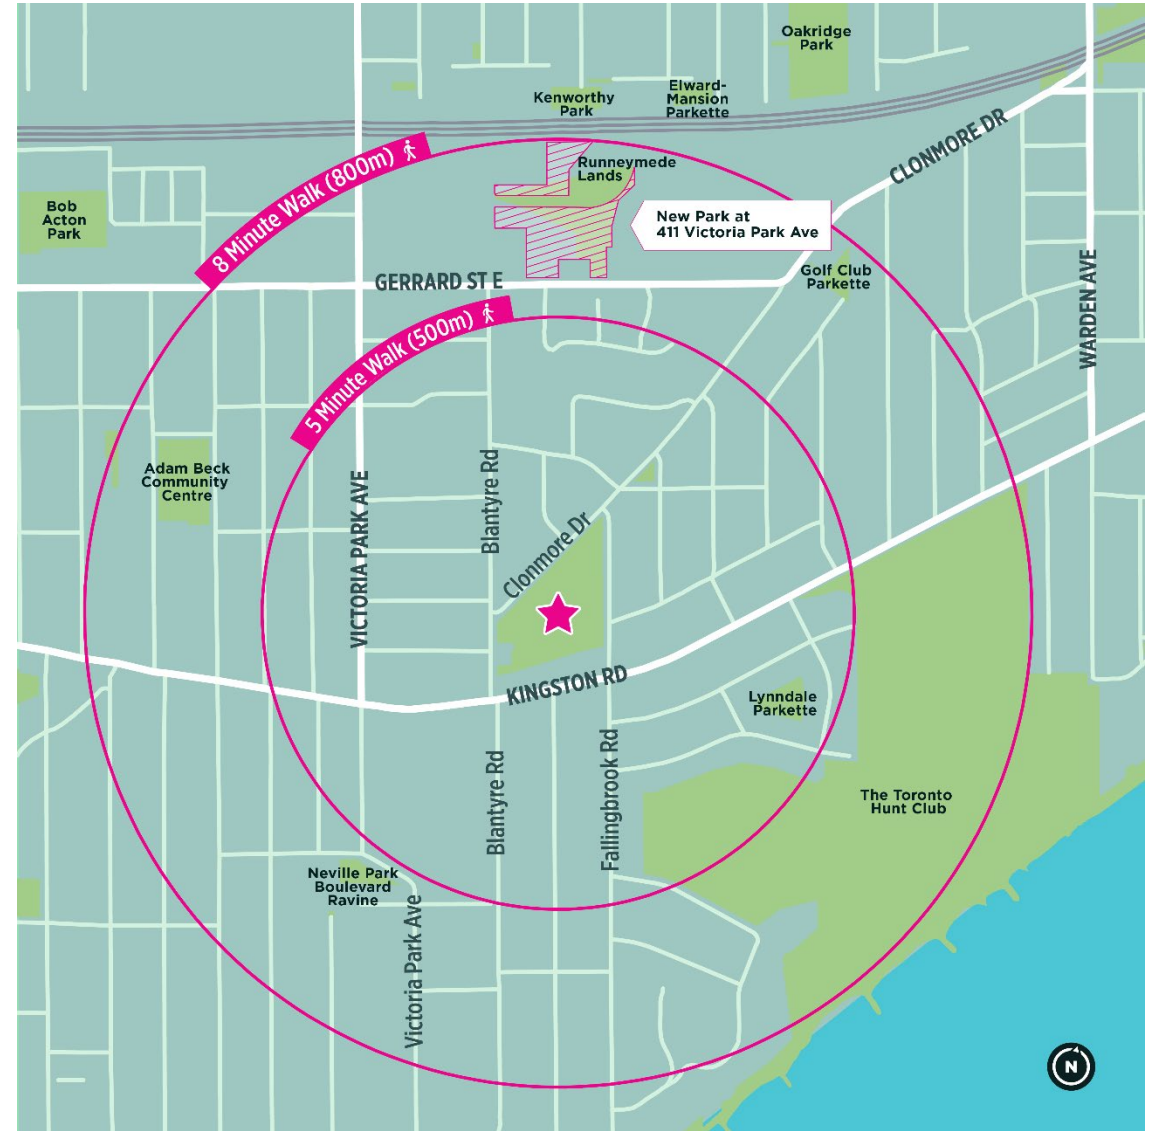 Oakridge
Park
Elward-
Mansion
Parkette
Kenworthy
Park
CLONMORE DR
8 Minute Walk (800m)
Runneymede
Lands
Bob
Acton
Park
New Park at
411 Victoria Park Ave
GERRARD ST E
Golf Club
Parkette
WARDEN AVE
5 Minute Walk (500m)
Adam Beck
Community
Centre
VICTORIA PARK AVE
Blantyre Rd
Clonmore Dr
KINGSTON RD
Lynndale
Parkette
Blantyre Rd
Fallingbrook Rd
The Toronto
Hunt Club
Neville Park
Boulevard
Ravine
Victoria Park Ave
N